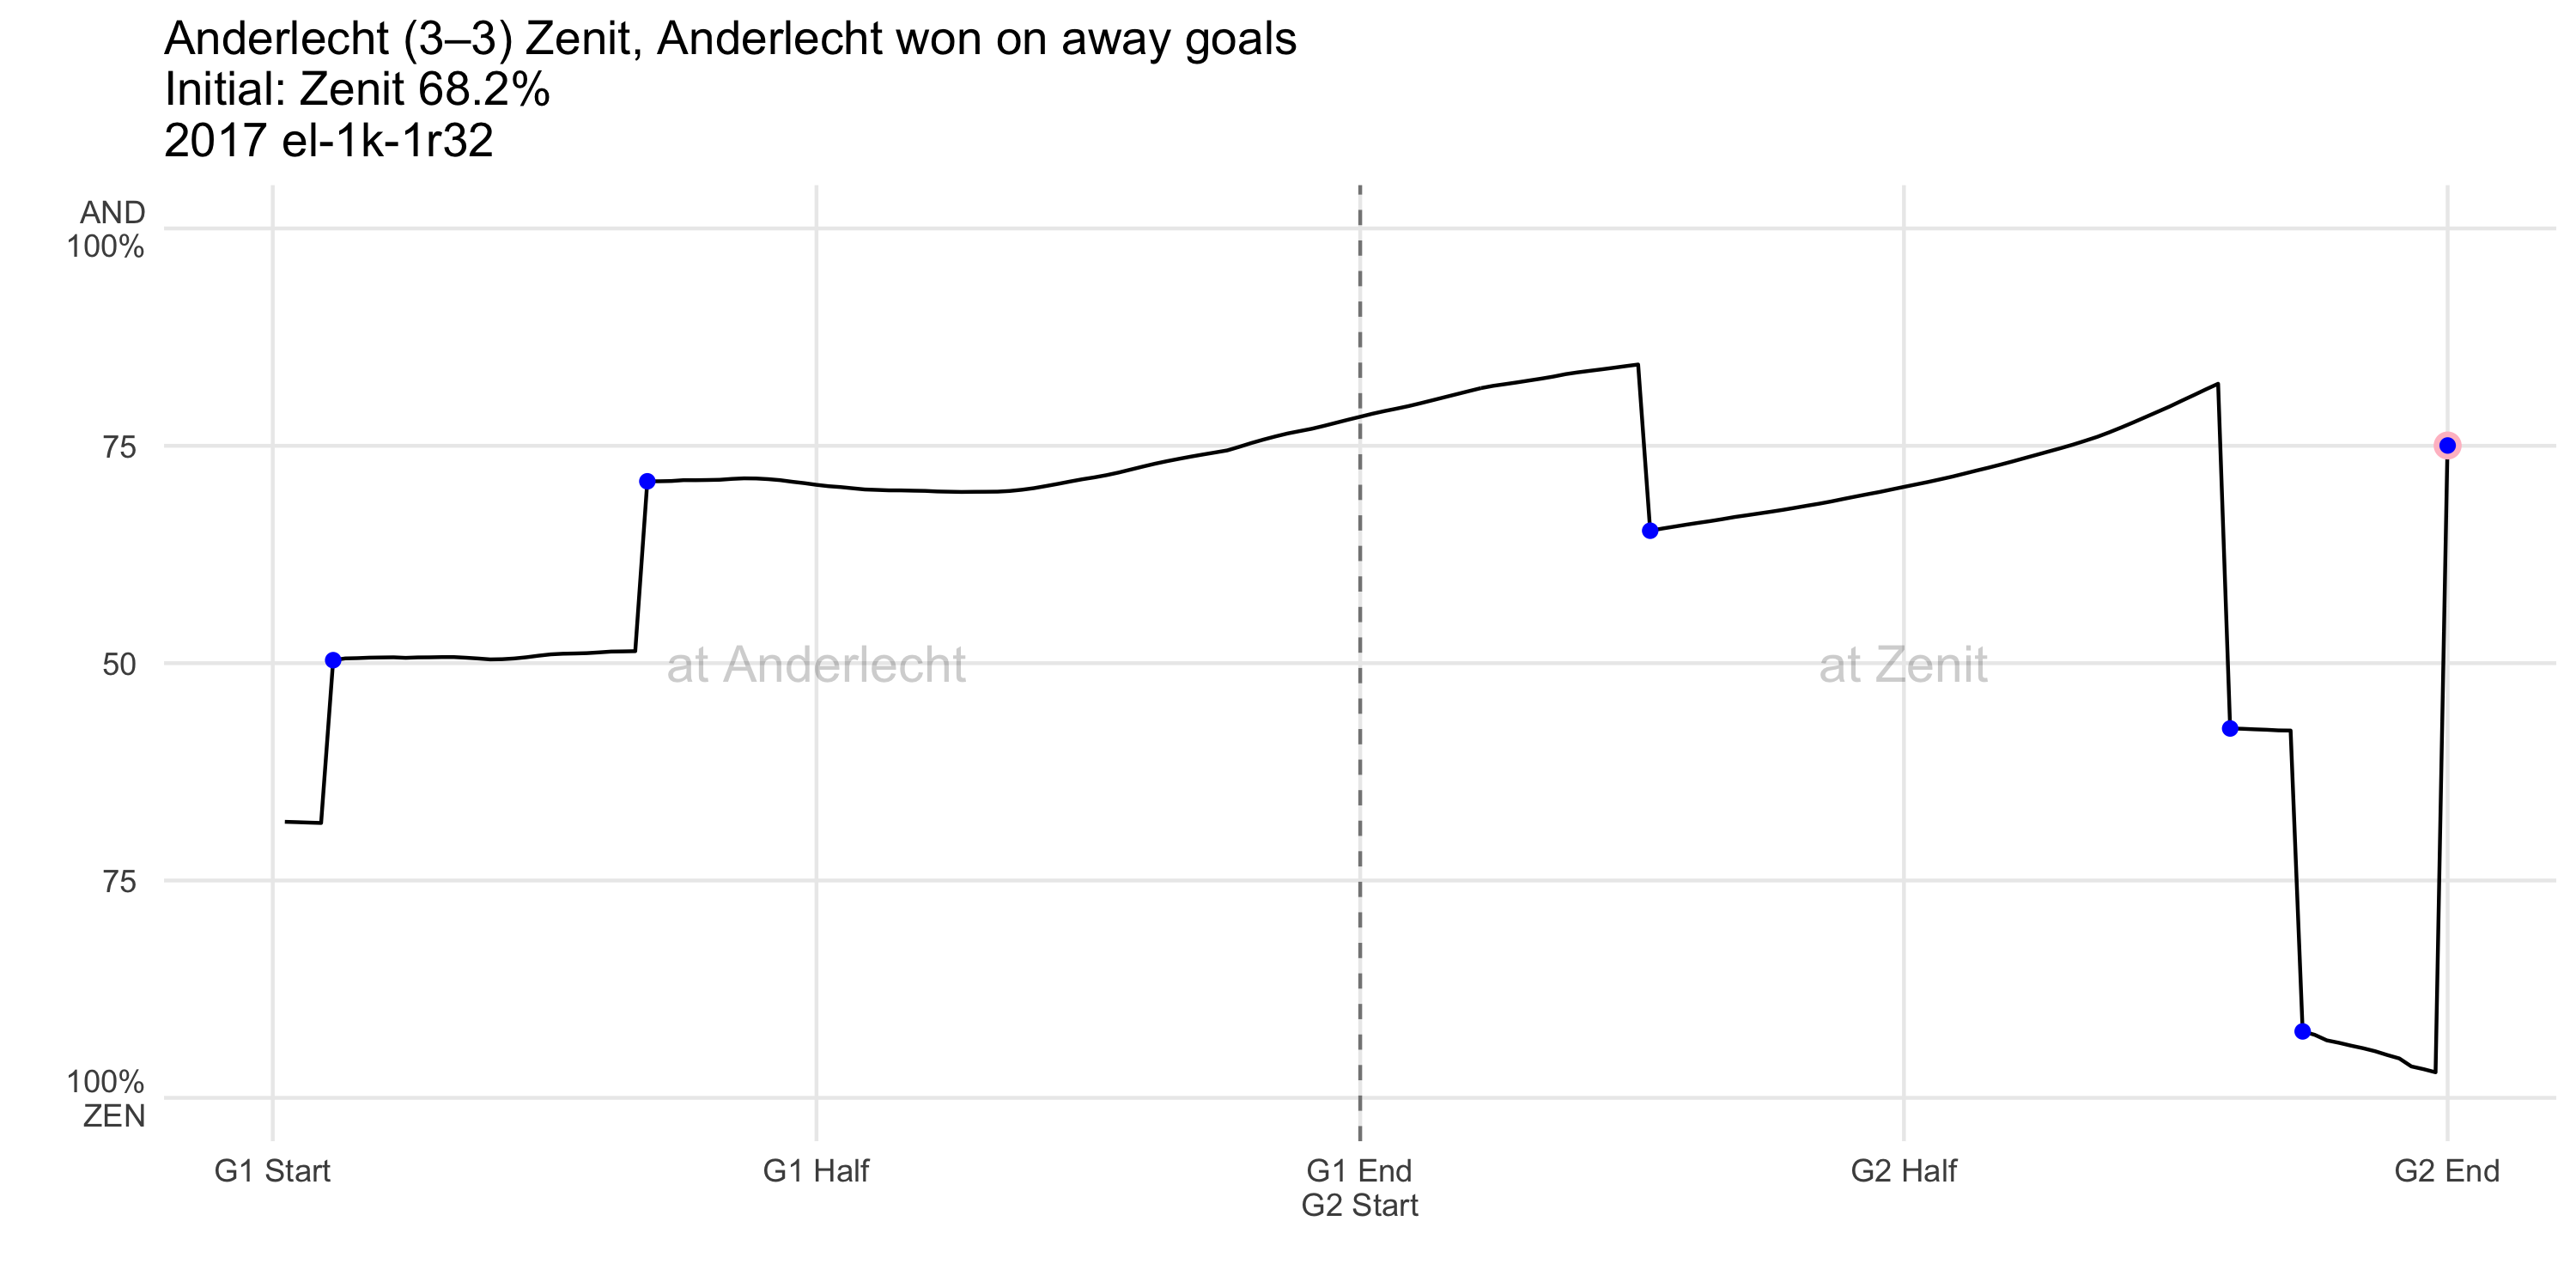 Anderlecht (3–3) Zenit, Anderlecht won on away goals
Initial: Zenit 68.2%
2017 el-1k-1r32
AND
100%
75
50
75
100%
ZEN
at Anderlecht
at Zenit
G1 Start
G1 Half
G1 End
G2 Start
G2 Half
G2 End